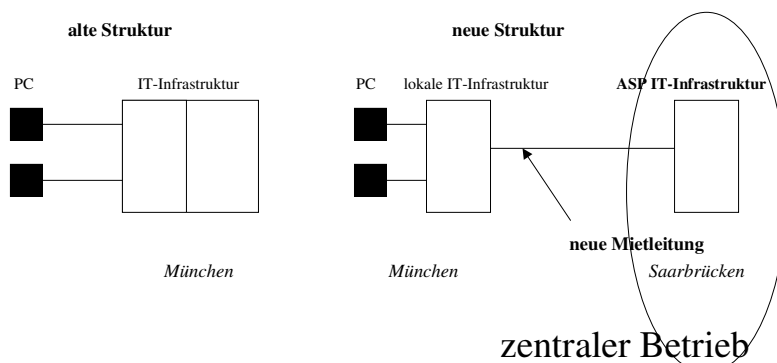 alte Struktur
neue Struktur
PC
IT-Infrastruktur
PC
lokale IT-Infrastruktur
ASP IT-Infrastruktur
neue Mietleitung
München
München
Saarbrücken
zentraler Betrieb